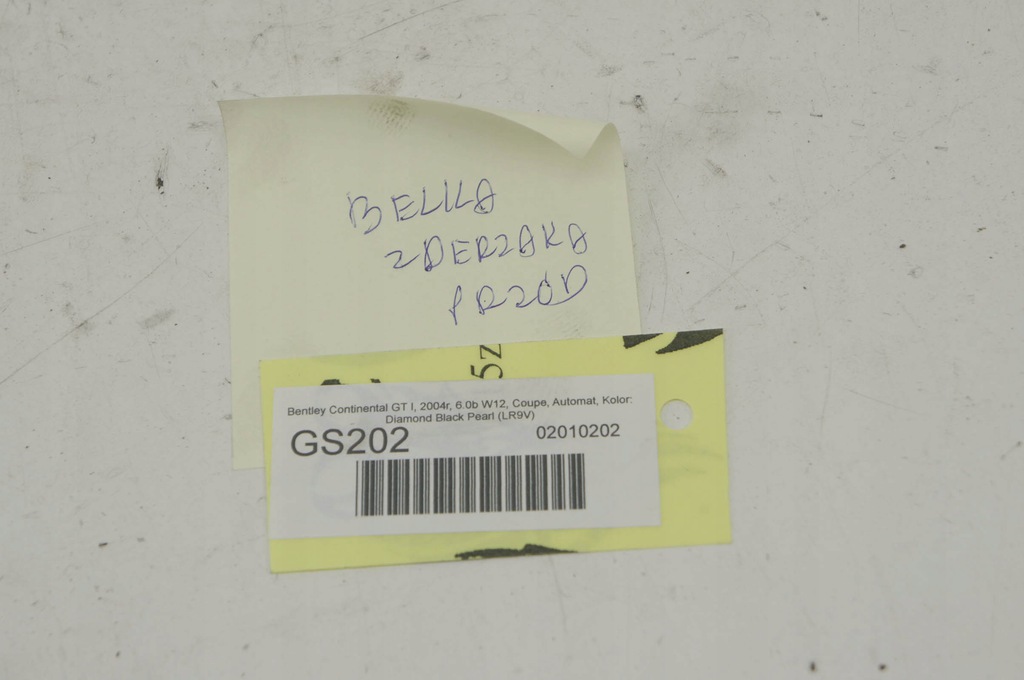 BELKA
ZDERZAKA
PRZÓD
5z
Bentley Continental GT I, 2004r, 6.0b W12, Coupe, Automat, Kolor:
Diamond Black Pearl (LR9V)
GS202
02010202